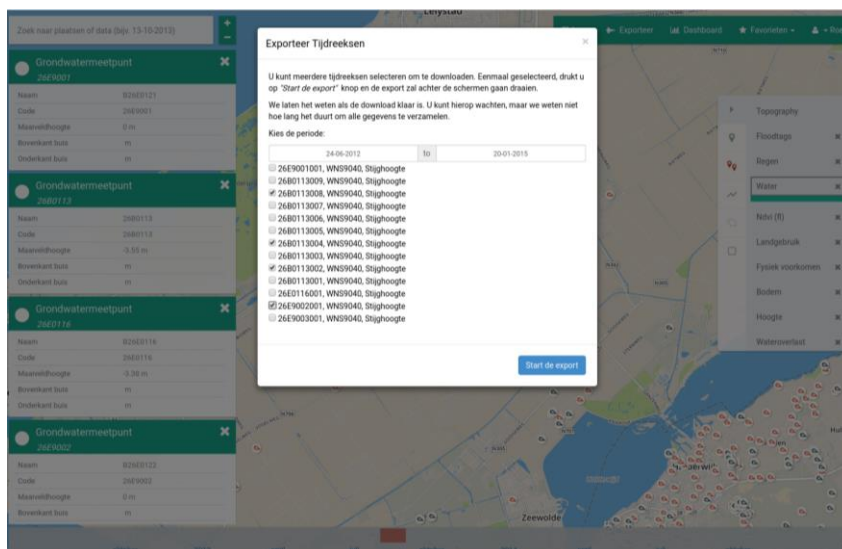 Lelystad
Zoek naar plaatsen of data (bijv. 13-10-2013)
+
−
Exporteer
Dashboard
Favorieten
Exporteer Tijdreeksen
×
U kunt meerdere tijdreeksen selecteren om te downloaden. Eenmaal geselecteerd, drukt u
op "Start de export" knop en de export zal achter de schermen gaan draaien.
We laten het weten als de download klaar is. U kunt hierop wachten, maar we weten niet
hoe lang het duurt om alle gegevens te verzamelen.
Kies de periode:
24-06-2012 to 20-01-2015
26E9001001, WNS9040, Stijghoogte
26B0113009, WNS9040, Stijghoogte
26B0113008, WNS9040, Stijghoogte
26B0113007, WNS9040, Stijghoogte
26B0113006, WNS9040, Stijghoogte
26B0113005, WNS9040, Stijghoogte
26B0113004, WNS9040, Stijghoogte
26B0113003, WNS9040, Stijghoogte
26B0113002, WNS9040, Stijghoogte
26B0113001, WNS9040, Stijghoogte
26E0116001, WNS9040, Stijghoogte
26E9002001, WNS9040, Stijghoogte
26E9003001, WNS9040, Stijghoogte
Start de export
Grondwatermeetpunt
26E9001
Naam B26E0121
Code 26E9001
Maaiveldhoogte 0 m
Bovenkant buis m
Onderkant buis m
Grondwatermeetpunt
26B0113
Naam 26B0113
Code 26B0113
Maaiveldhoogte -5.55 m
Bovenkant buis m
Onderkant buis m
Grondwatermeetpunt
26E0116
Naam B26E0116
Code 26E0116
Maaiveldhoogte -3.38 m
Bovenkant buis m
Onderkant buis m
Grondwatermeetpunt
26E9002
Naam B26E0122
Code 26E9002
Maaiveldhoogte 0 m
Bovenkant buis m
Topography
Floodtags
Regen
Water
Ndvi (fl)
Landgebruik
Fysiek voorkomen
Bodem
Hoogte
Wateroverlast
Zeewolde